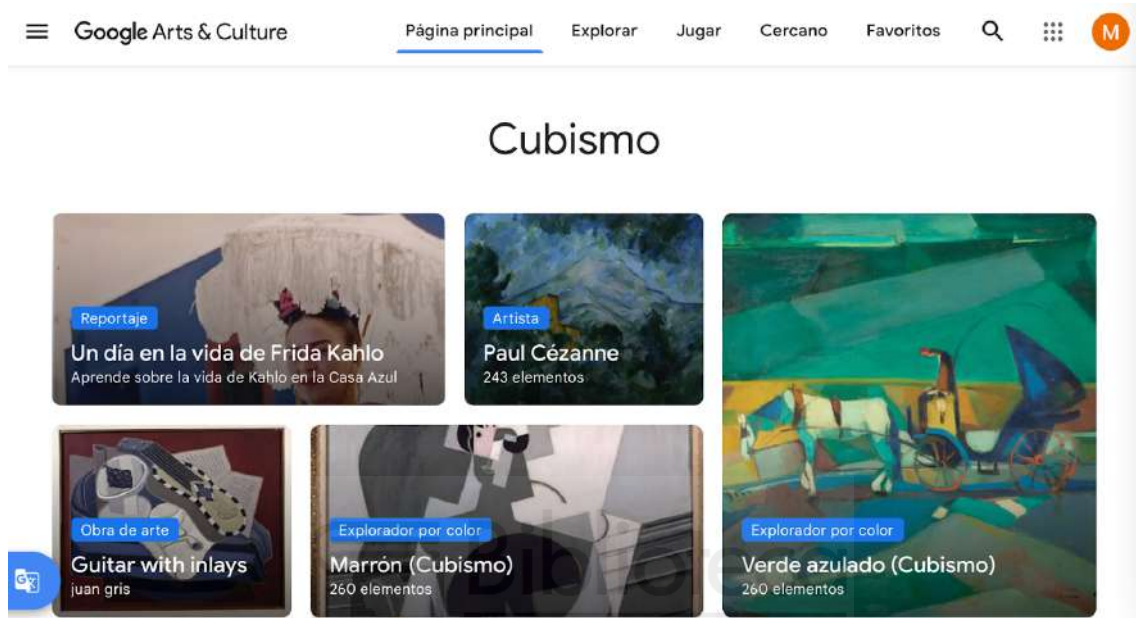 Google Arts & Culture
Página principal
Explorar
Jugar
Cercano
Favoritos
M
Cubismo
Reportaje
Un día en la vida de Frida Kahlo
Aprende sobre la vida de Kahlo en la Casa Azul
Artista
Paul Cézanne
243 elementos
Obra de arte
Guitar with inlays
juan gris
Explorador por color
Marrón (Cubismo)
260 elementos
Explorador por color
Verde azulado (Cubismo)
260 elementos